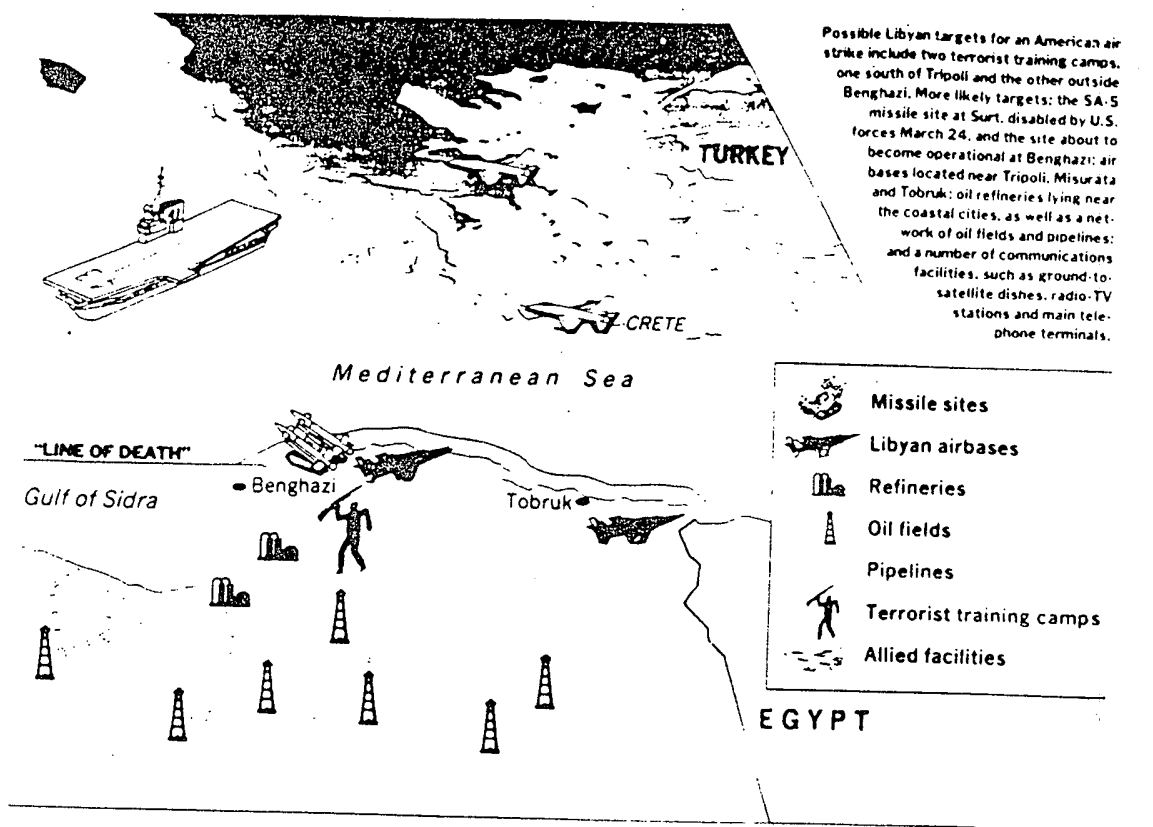 Possible Libyan targets for an American air
strike include two terrorist training camps,
one south of Tripoli and the other outside
Benghazi. More likely targets: the SA-5
missile site at Surt, disabled by U.S.
forces March 24, and the site about to
become operational at Benghazi; air
bases located near Tripoli, Misurata
and Tobruk; oil refineries lying near
the coastal cities, as well as a net-
work of oil fields and pipelines;
and a number of communications
facilities, such as ground-to-
satellite dishes, radio-TV
stations and main tele-
phone terminals.
TURKEY
CRETE
Mediterranean Sea
"LINE OF DEATH"
Benghazi
Gulf of Sidra
Tobruk
Missile sites
Libyan airbases
Refineries
Oil fields
Pipelines
Terrorist training camps
Allied facilities
EGYPT